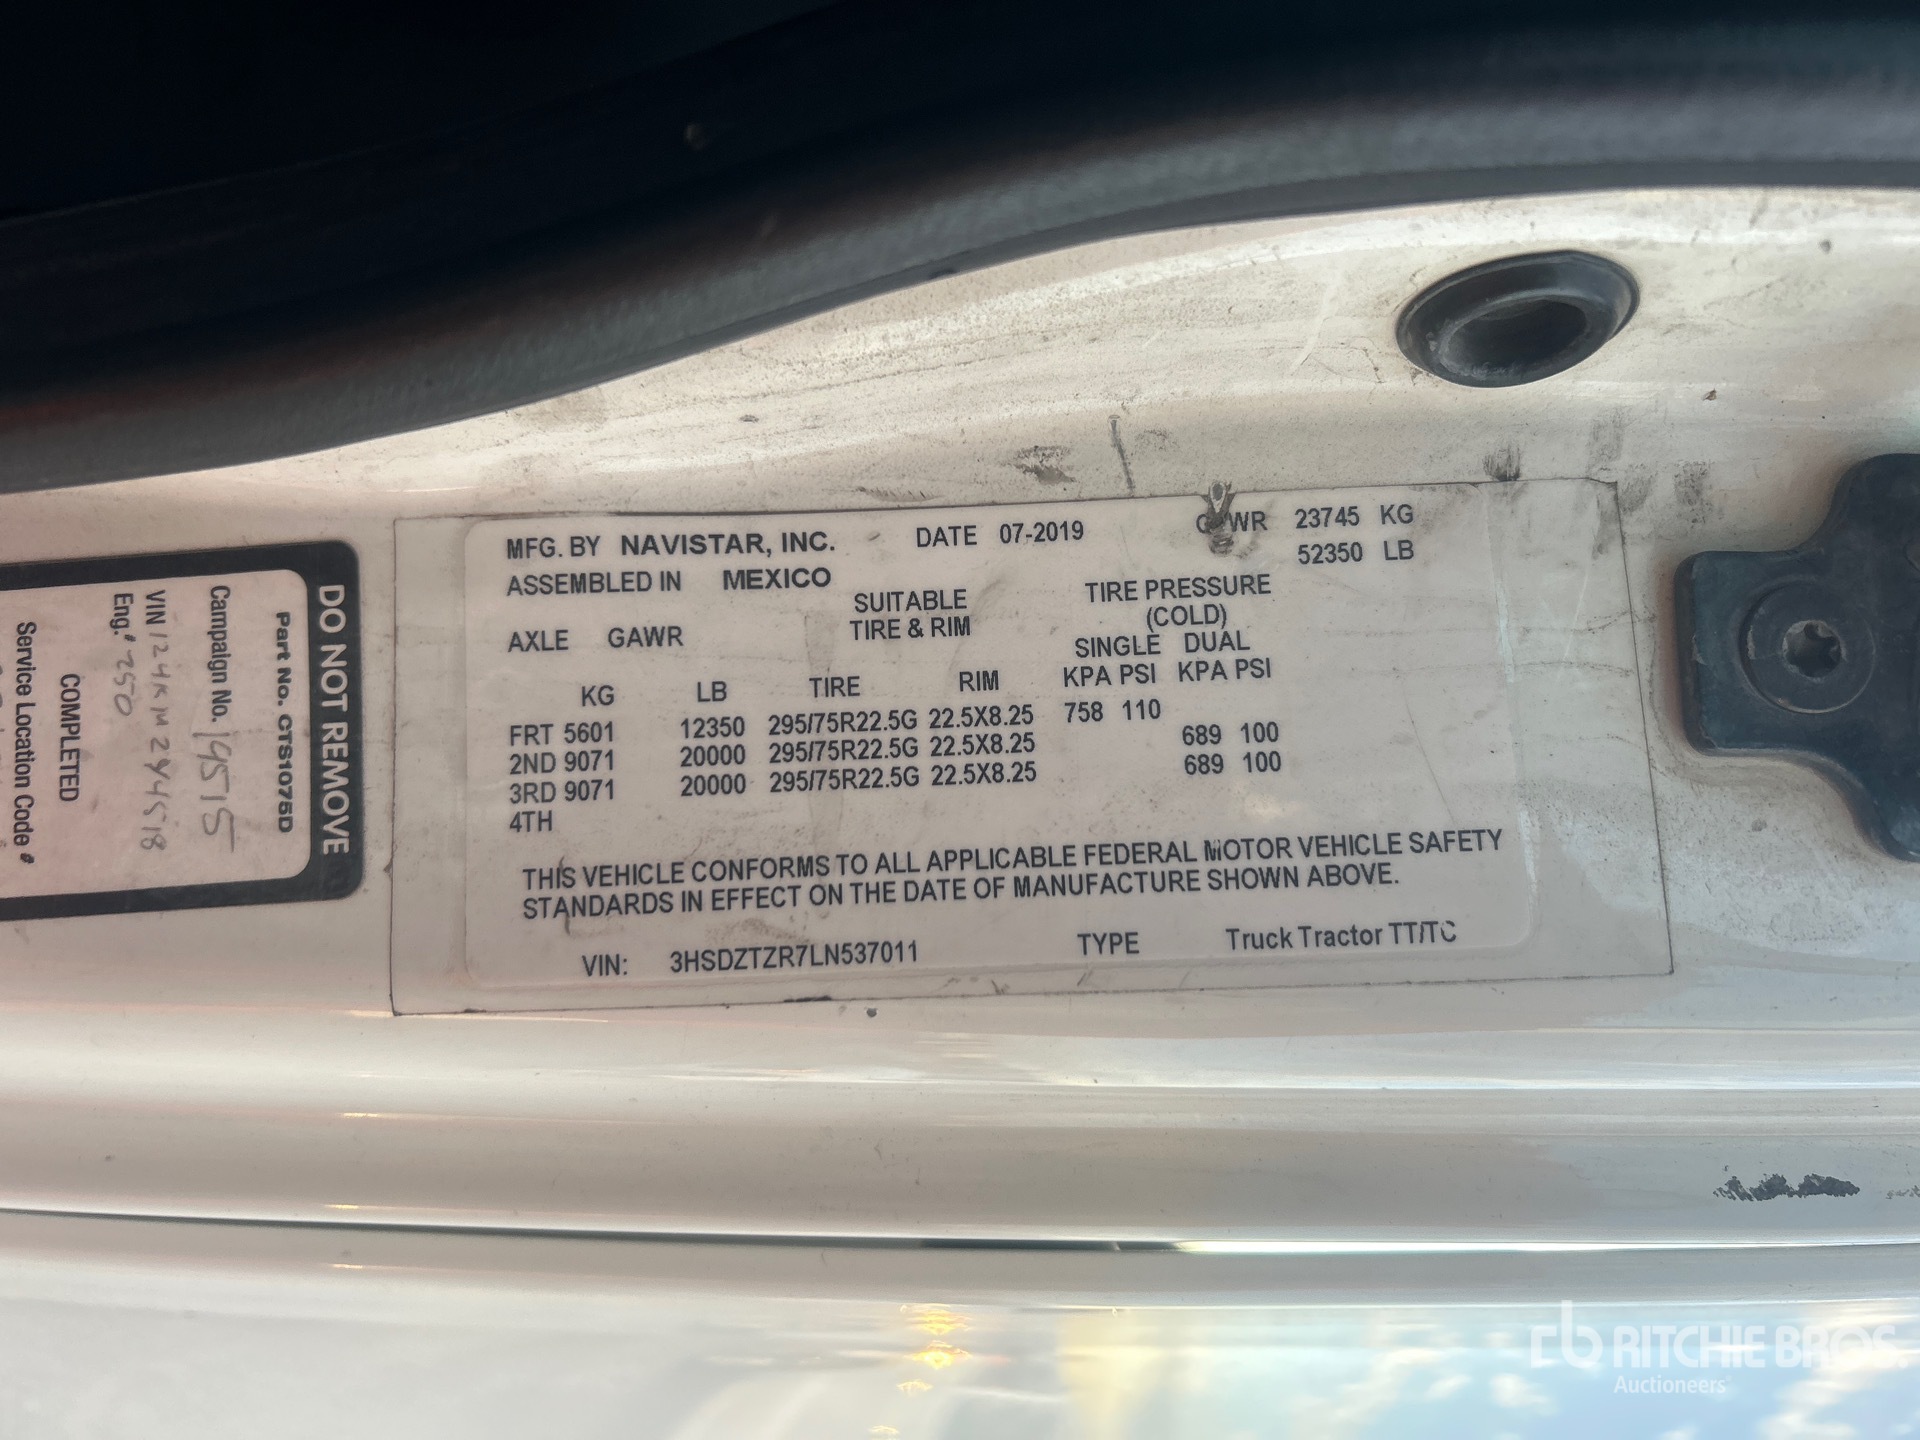 DO NOT REMOVE
Part No. CTS1075D
Campaign No. 19515
VIN
Eng.# 2250
COMPLETED
Service Location Code #
MFG. BY NAVISTAR, INC. DATE 07-2019 GVWR 23745 KG
52350 LB
ASSEMBLED IN MEXICO
SUITABLE TIRE PRESSURE
TIRE & RIM (COLD)
AXLE GAWR SINGLE DUAL
KG LB TIRE RIM KPA PSI KPA PSI
FRT 5601 12350 295/75R22.5G 22.5X8.25 758 110
2ND 9071 20000 295/75R22.5G 22.5X8.25 689 100
3RD 9071 20000 295/75R22.5G 22.5X8.25 689 100
4TH
THIS VEHICLE CONFORMS TO ALL APPLICABLE FEDERAL MOTOR VEHICLE SAFETY
STANDARDS IN EFFECT ON THE DATE OF MANUFACTURE SHOWN ABOVE.
VIN: 3HSDZTZR7LN537011 TYPE Truck Tractor TT/TC
rb RITCHIE BROS.
Auctioneers